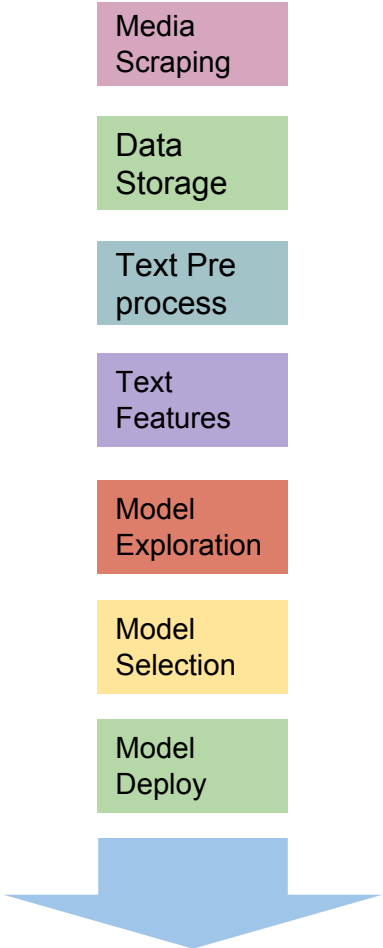 Media
Scraping
Data
Storage
Text Pre
process
Text
Features
Model
Exploration
Model
Selection
Model
Deploy